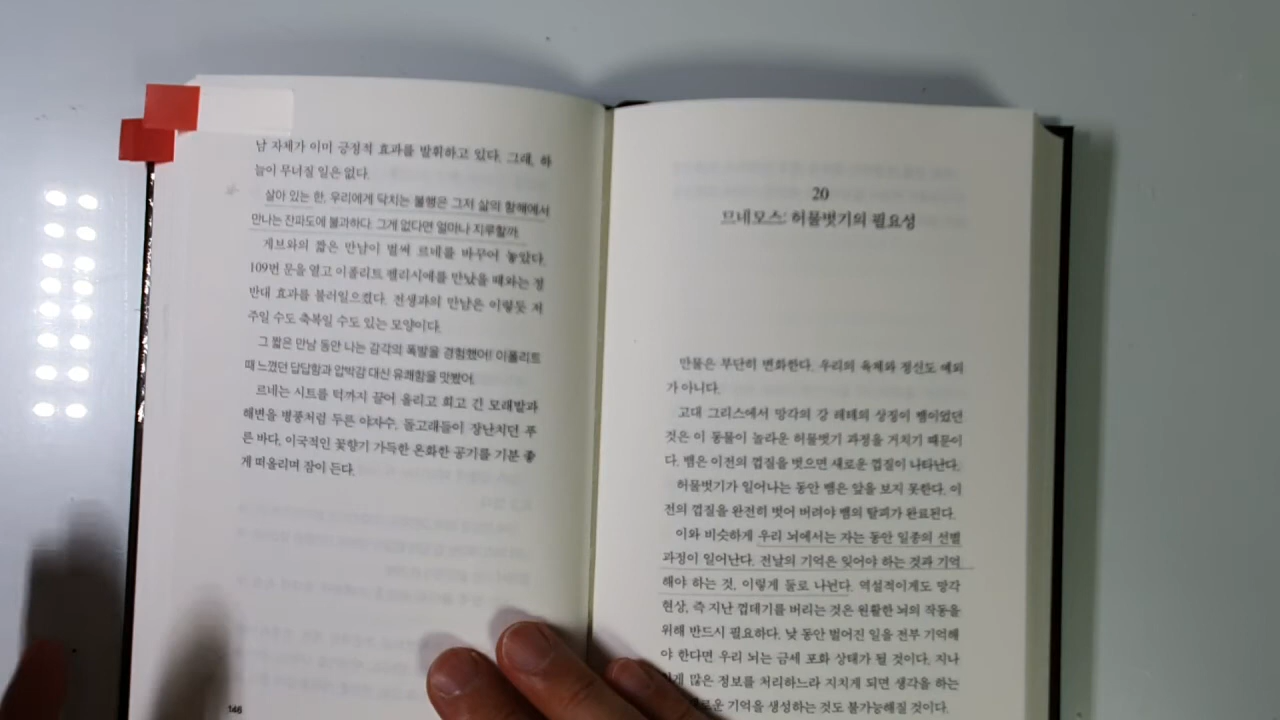 남 자체가 이미 긍정적 효과를 발휘하고 있다. 그래, 하
늘이 무너질 일은 없다.
살아 있는 한, 우리에게 닥치는 불행은 그저 삶의 항해에서
만나는 잔파도에 불과하다. 그게 없다면 얼마나 지루할까.
게브와의 짧은 만남이 벌써 르네를 바꾸어 놓았다.
109번 문을 열고 이폴리트 펠리시에를 만났을 때와는 정
반대 효과를 불러일으켰다. 전생과의 만남은 이렇듯 저
주일 수도 축복일 수도 있는 모양이다.
그 짧은 만남 동안 나는 감각의 폭발을 경험했어! 이폴리트
때 느꼈던 답답함과 압박감 대신 유쾌함을 맛봤어.
르네는 시트를 턱까지 끌어 올리고 희고 긴 모래밭과
해변을 병풍처럼 두른 야자수, 돌고래들이 장난치던 푸
른 바다, 이국적인 꽃향기 가득한 온화한 공기를 기분 좋
게 떠올리며 잠이 든다.
146
20
므네모스: 허물벗기의 필요성
만물은 부단히 변화한다. 우리의 육체와 정신도 예외
가 아니다.
고대 그리스에서 망각의 강 레테의 상징이 뱀이었던
것은 이 동물이 놀라운 허물벗기 과정을 거치기 때문이
다. 뱀은 이전의 껍질을 벗으면 새로운 껍질이 나타난다.
허물벗기가 일어나는 동안 뱀은 앞을 보지 못한다. 이
전의 껍질을 완전히 벗어 버려야 뱀의 탈피가 완료된다.
이와 비슷하게 우리 뇌에서는 자는 동안 일종의 선별
과정이 일어난다. 전날의 기억은 잊어야 하는 것과 기억
해야 하는 것, 이렇게 둘로 나뉜다. 역설적이게도 망각
현상, 즉 지난 껍데기를 버리는 것은 원활한 뇌의 작동을
위해 반드시 필요하다. 낮 동안 벌어진 일을 전부 기억해
야 한다면 우리 뇌는 금세 포화 상태가 될 것이다. 지나
많은 정보를 처리하느라 지치게 되면 생각을 하는
기억을 생성하는 것도 불가능해질 것이다.